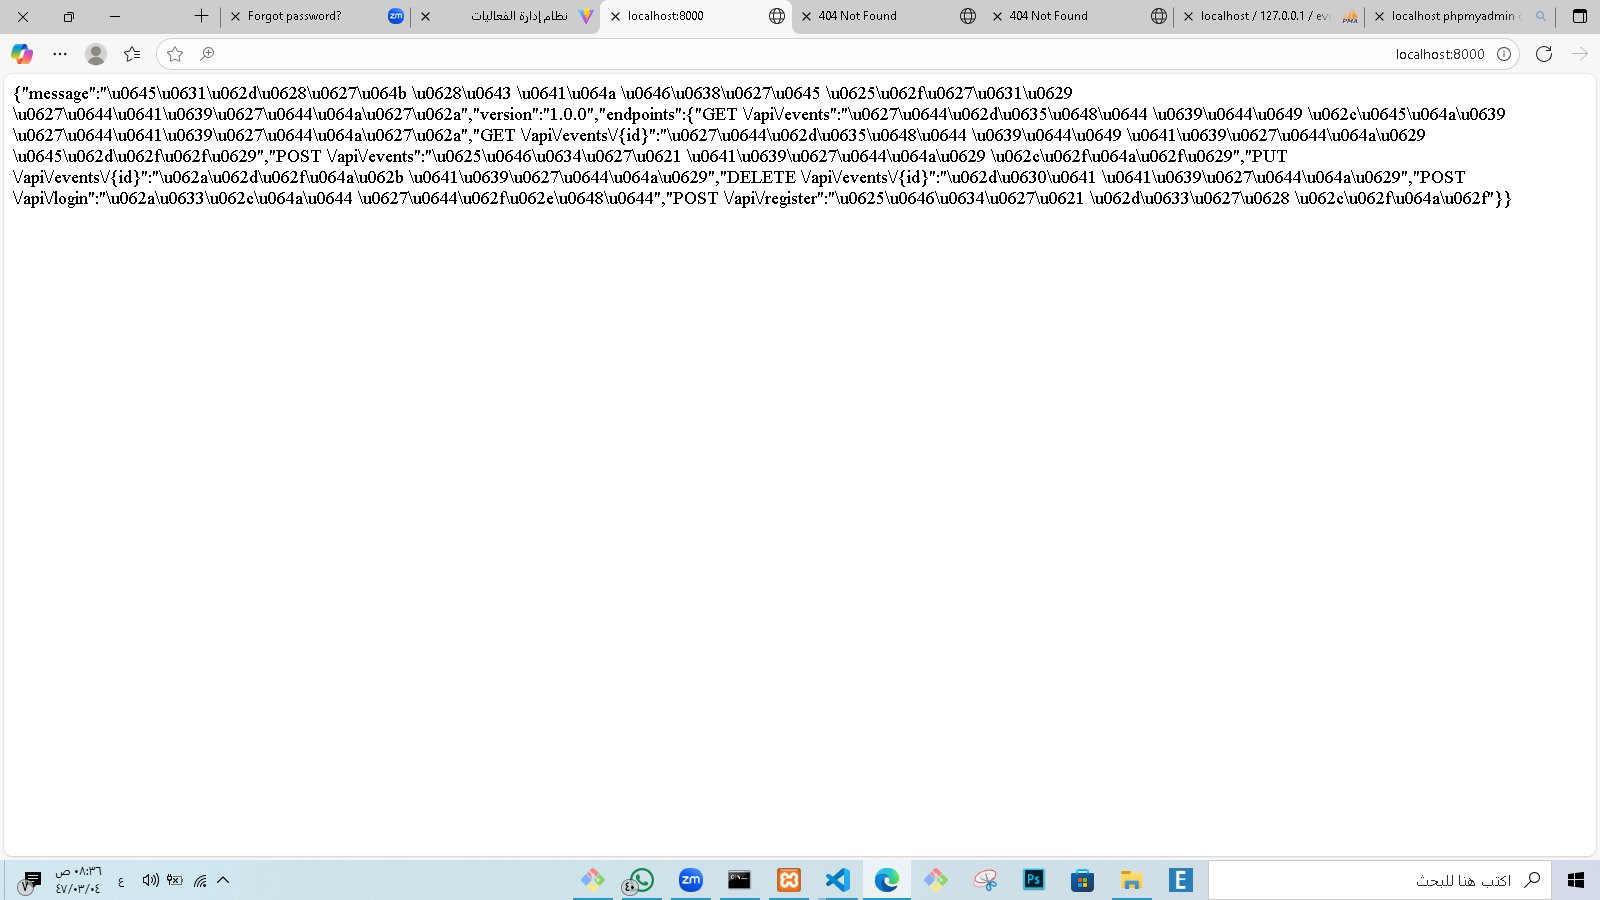 Forgot password?
نظام إدارة الفعاليات
localhost:8000
404 Not Found
404 Not Found
localhost / 127.0.0.1 / eve
localhost phpmyadmin
localhost:8000
{"message":"\u0645\u0631\u062d\u0628\u0627\u064b \u0628\u0643 \u0641\u064a \u0646\u0638\u0627\u0645 \u0625\u062f\u0627\u0631\u0629
\u0627\u0644\u0641\u0639\u0627\u0644\u064a\u0627\u062a","version":"1.0.0","endpoints":{"GET \/api\/events":"\u0627\u0644\u062d\u0635\u0648\u0644 \u0639\u0644\u0649 \u062c\u0645\u064a\u0639
\u0627\u0644\u0641\u0639\u0627\u0644\u064a\u0627\u062a","GET \/api\/events\/{id}":"\u0627\u0644\u062d\u0635\u0648\u0644 \u0639\u0644\u0649 \u0641\u0639\u0627\u0644\u064a\u0629
\u0645\u062d\u062f\u062f\u0629","POST \/api\/events":"\u0625\u0646\u0634\u0627\u0621 \u0641\u0639\u0627\u0644\u064a\u0629 \u062c\u062f\u064a\u062f\u0629","PUT
\/api\/events\/{id}":"\u062a\u062d\u062f\u064a\u062b \u0641\u0639\u0627\u0644\u064a\u0629","DELETE \/api\/events\/{id}":"\u062d\u0630\u0641 \u0641\u0639\u0627\u0644\u064a\u0629","POST
\/api\/login":"\u062a\u0633\u062c\u064a\u0644 \u0627\u0644\u062f\u062e\u0648\u0644","POST \/api\/register":"\u0625\u0646\u0634\u0627\u0621 \u062d\u0633\u0627\u0628 \u062c\u062f\u064a\u062f"}}
اكتب هنا للبحث
٠٨:٣٦ ص
٤٧/٠٣/٠٤
ع
٧
٤٠
zm
zm
Ps
E
PMA